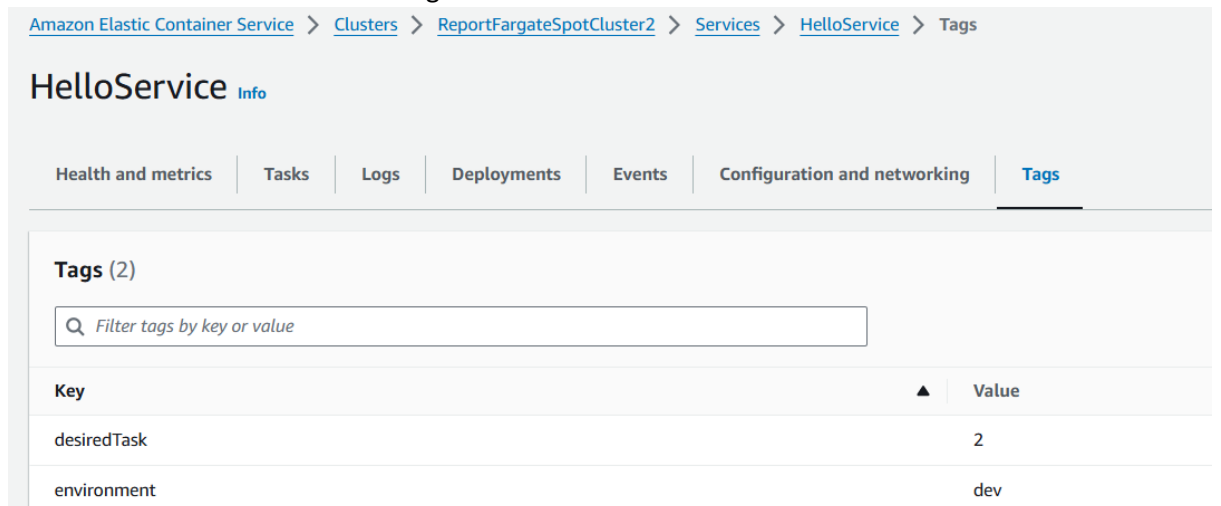 Amazon Elastic Container Service > Clusters > ReportFargateSpotCluster2 > Services > HelloService > Tags
HelloService Info
Health and metrics Tasks Logs Deployments Events Configuration and networking Tags
Tags (2)
Filter tags by key or value
Key ▲ Value
desiredTask 2
environment dev